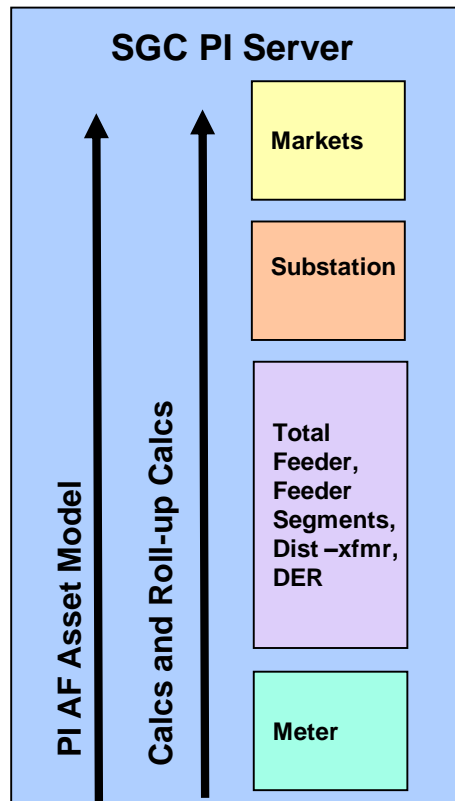 SGC PI Server
PI AF Asset Model
Calcs and Roll-up Calcs
Markets
Substation
Total
Feeder,
Feeder
Segments,
Dist –xfmr,
DER
Meter